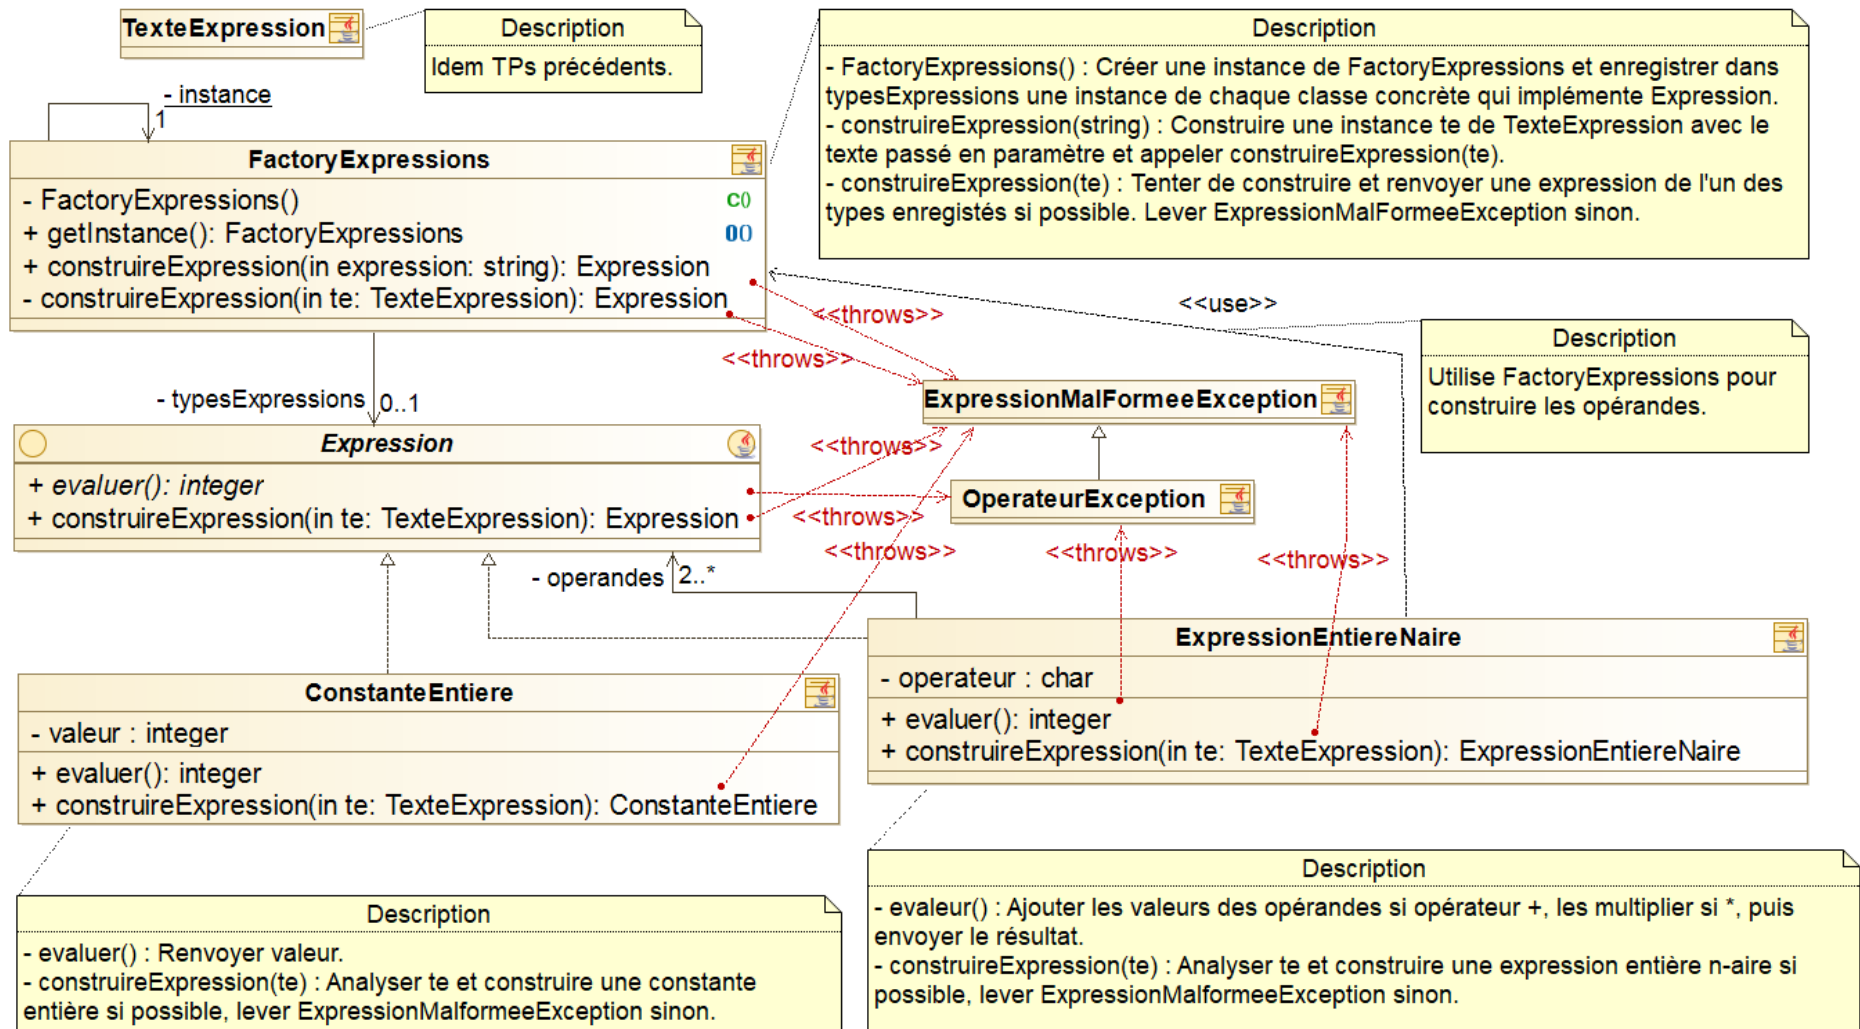 TexteExpression
Description
Idem TPs précédents.
Description
- FactoryExpressions() : Créer une instance de FactoryExpressions et enregistrer dans
typesExpressions une instance de chaque classe concrète qui implémente Expression.
- construireExpression(string) : Construire une instance te de TexteExpression avec le
texte passé en paramètre et appeler construireExpression(te).
- construireExpression(te) : Tenter de construire et renvoyer une expression de l'un des
types enregistés si possible. Lever ExpressionMalFormeeException sinon.
- instance
1
FactoryExpressions
- FactoryExpressions()
C()
+ getInstance(): FactoryExpressions
O()
+ construireExpression(in expression: string): Expression
- construireExpression(in te: TexteExpression): Expression
<<throws>>
<<throws>>
<<use>>
Description
Utilise FactoryExpressions pour
construire les opérandes.
- typesExpressions
0..1
ExpressionMalFormeeException
Expression
+ evaluer(): integer
+ construireExpression(in te: TexteExpression): Expression
<<throws>>
OperateurException
<<throws>>
<<throws>>
<<throws>>
<<throws>>
- operandes
2..*
ExpressionEntiereNaire
- operateur : char
+ evaluer(): integer
+ construireExpression(in te: TexteExpression): ExpressionEntiereNaire
ConstanteEntiere
- valeur : integer
+ evaluer(): integer
+ construireExpression(in te: TexteExpression): ConstanteEntiere
Description
- evaluer() : Renvoyer valeur.
- construireExpression(te) : Analyser te et construire une constante
entière si possible, lever ExpressionMalformeeException sinon.
Description
- evaleur() : Ajouter les valeurs des opérandes si opérateur +, les multiplier si *, puis
envoyer le résultat.
- construireExpression(te) : Analyser te et construire une expression entière n-aire si
possible, lever ExpressionMalformeeException sinon.